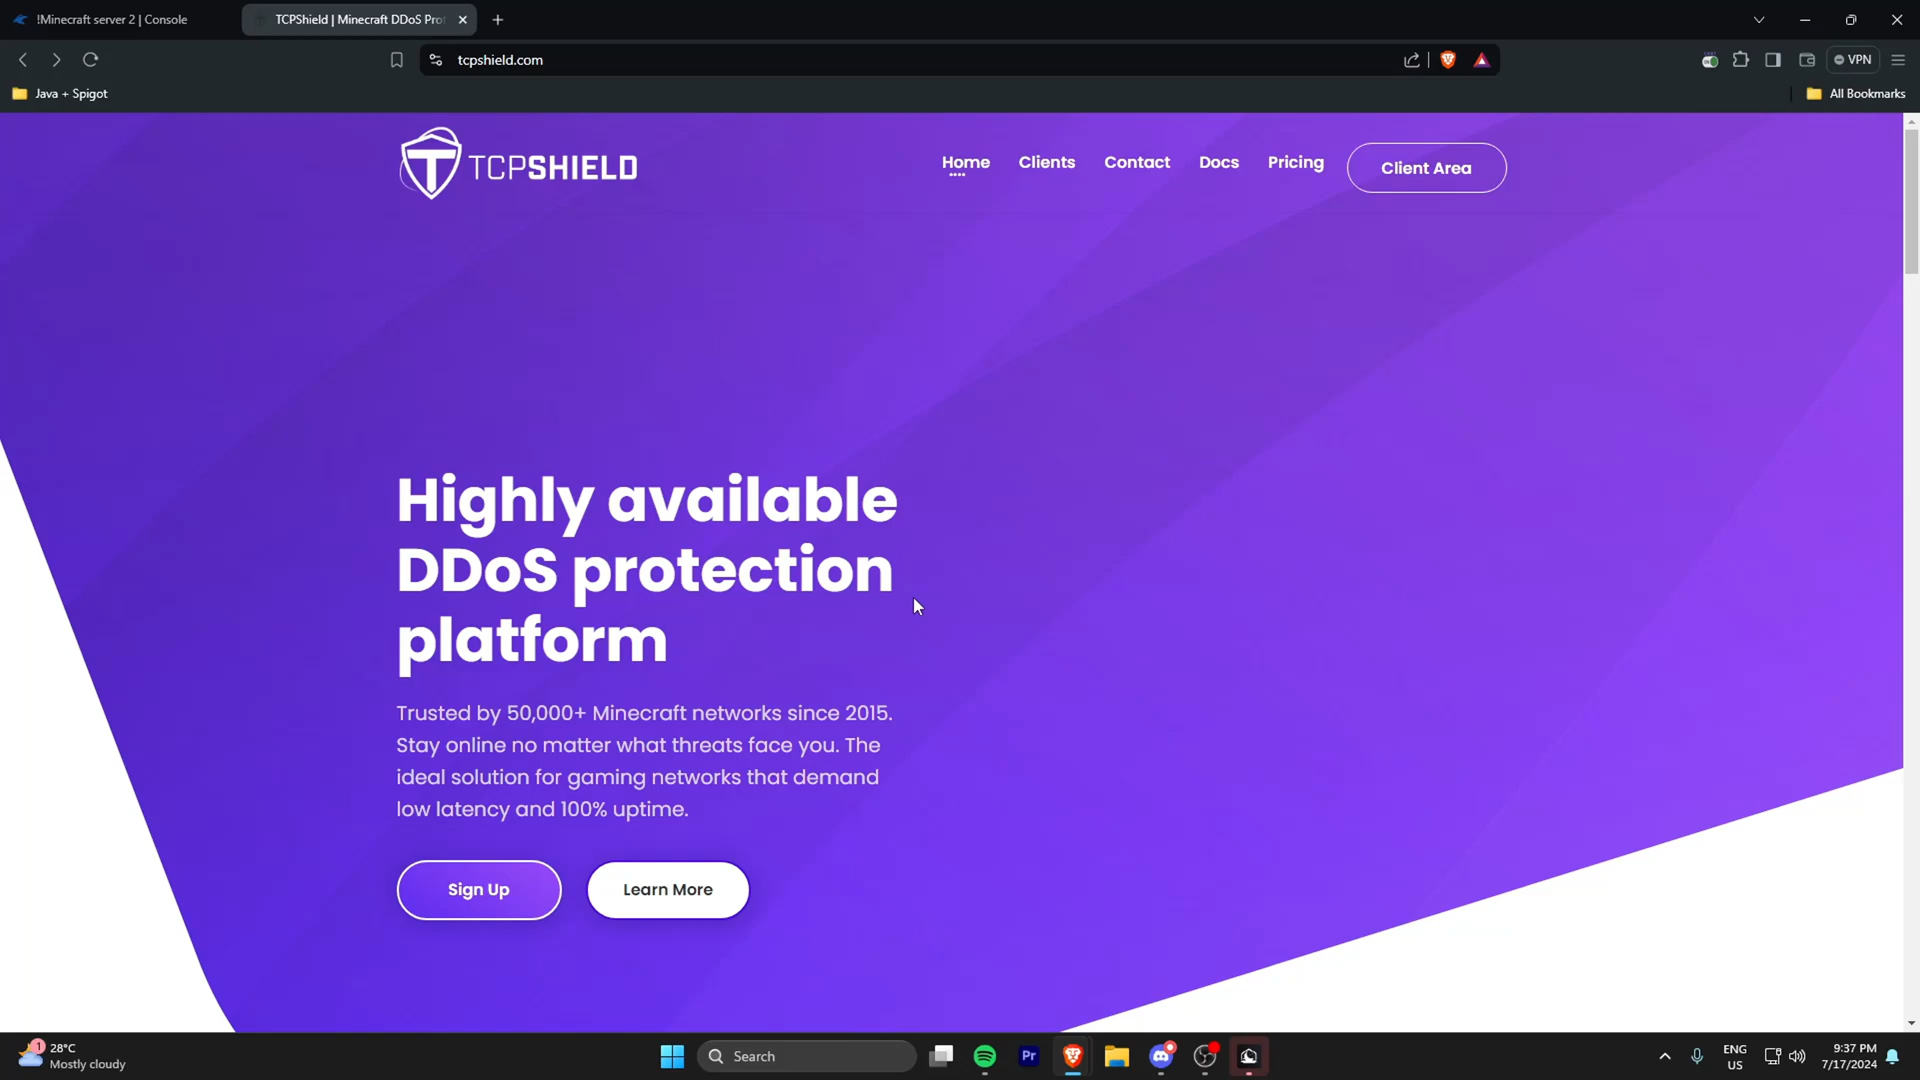 !Minecraft server 2 | Console
TCPShield | Minecraft DDoS Pro
tcpshield.com
VPN
Java + Spigot
All Bookmarks
TCPSHIELD
Home
Clients
Contact
Docs
Pricing
Client Area
Highly available
DDoS protection
platform
Trusted by 50,000+ Minecraft networks since 2015.
Stay online no matter what threats face you. The
ideal solution for gaming networks that demand
low latency and 100% uptime.
Sign Up
Learn More
1
28°C
Mostly cloudy
Search
Pr
ENG
US
9:37 PM
7/17/2024